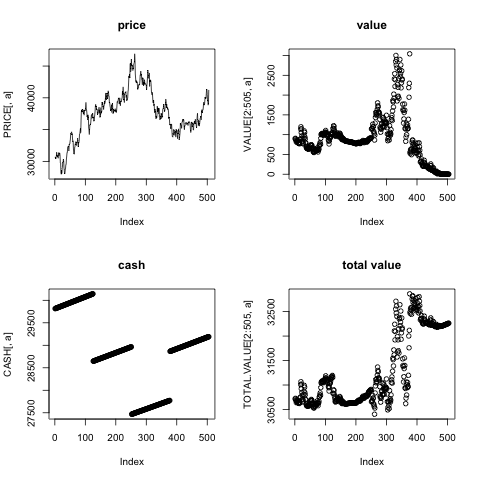 price
PRICE[, a]
30000
40000
0 100 200 300 400 500
Index
value
VALUE[2:505, a]
0 500 1500 2500
0 100 200 300 400 500
Index
cash
CASH[, a]
27500 28500 29500
0 100 200 300 400 500
Index
total value
TOTAL.VALUE[2:505, a]
30500 31500 32500
0 100 200 300 400 500
Index